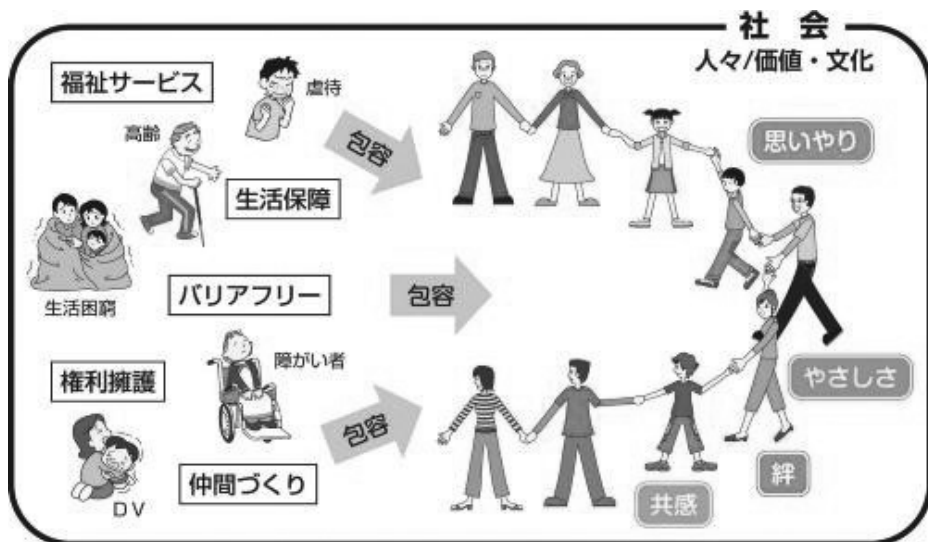 社会
人々/価値・文化
福祉サービス
虐待
高齢
包容
思いやり
生活保障
生活困窮
バリアフリー
包容
障がい者
権利擁護
やさしさ
包容
仲間づくり
絆
DV
共感